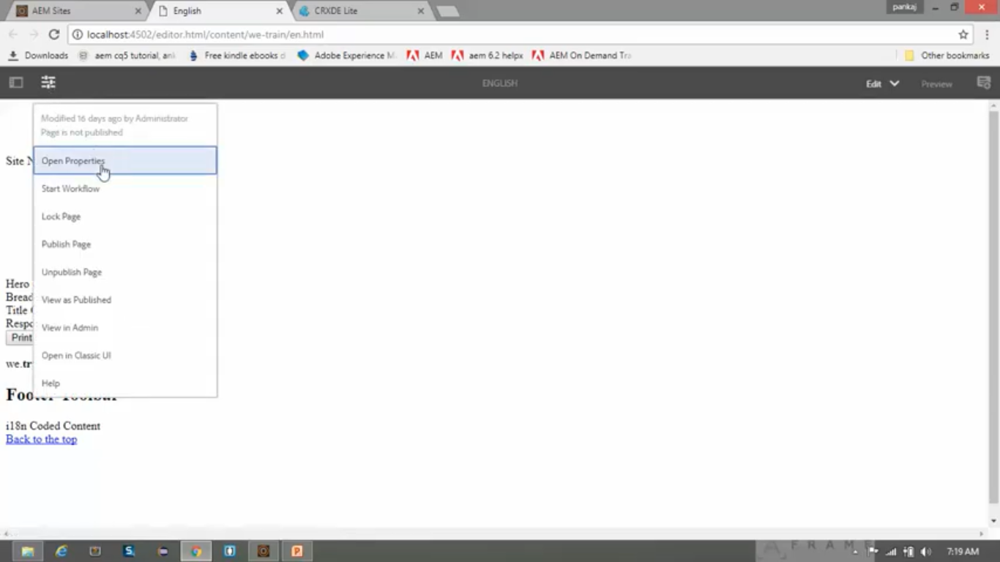 AEM Sites
English
CRXDE Lite
pankaj
localhost:4502/editor.html/content/we-train/en.html
Downloads
aem cq5 tutorial, ank
Free kindle ebooks d
Adobe Experience M
AEM
aem 6.2 helpx
AEM On Demand Tra
Other bookmarks
ENGLISH
Edit
Preview
Modified 16 days ago by Administrator
Page is not published
Site N
Open Properties
Start Workflow
Lock Page
Publish Page
Unpublish Page
Hero
Bread
View as Published
Title
Respo
View in Admin
Print
Open in Classic UI
we.tr
Help
Footer Toolbar
i18n Coded Content
Back to the top
A FRAME
7:19 AM